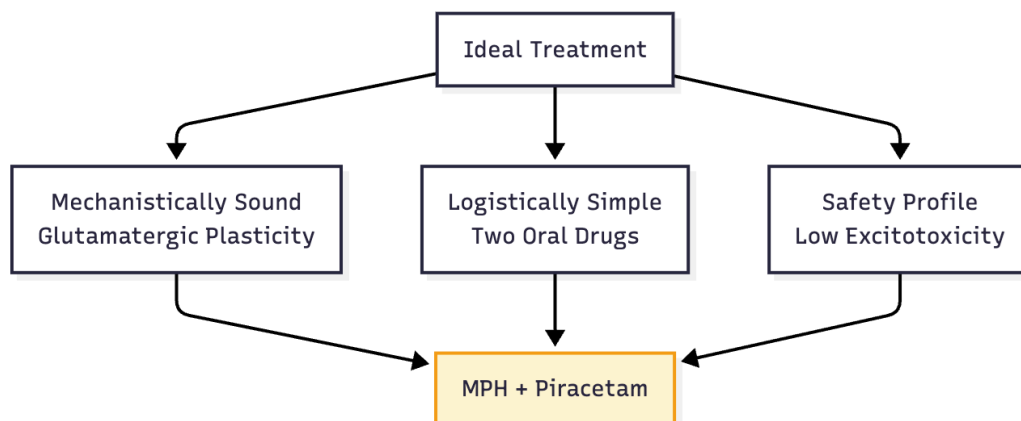 Ideal Treatment
Mechanistically Sound
Glutamatergic Plasticity
Logistically Simple
Two Oral Drugs
Safety Profile
Low Excitotoxicity
MPH + Piracetam